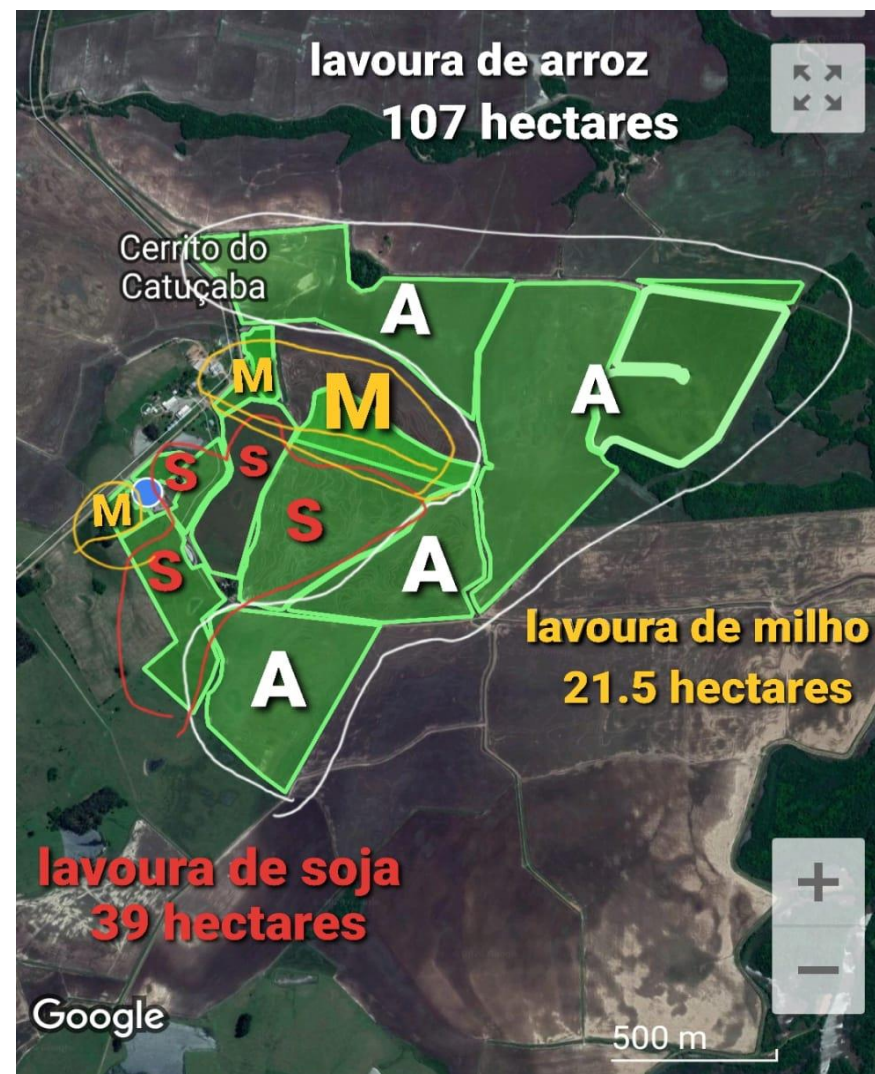 lavoura de arroz
107 hectares
Cerrito do
Catuçaba
A
M
M
A
S
S
M
S
A
S
lavoura de milho
21.5 hectares
A
lavoura de soja
39 hectares
+
−
Google
500 m